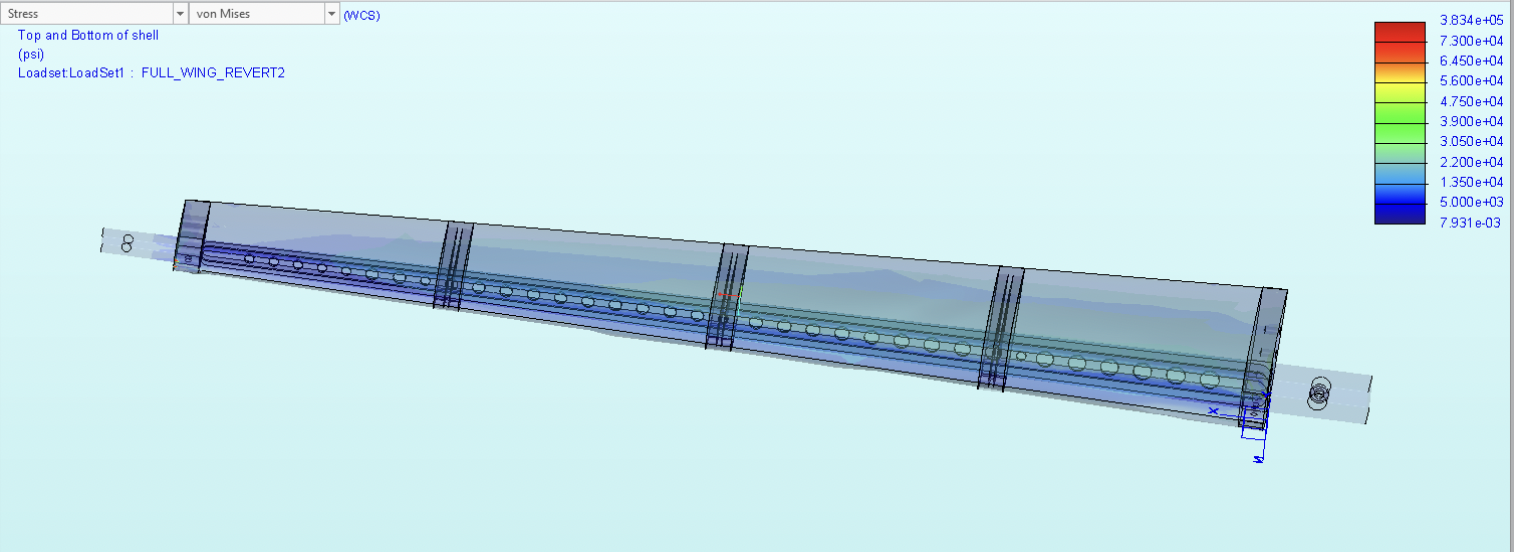 Stress von Mises (WCS)
Top and Bottom of shell
(psi)
Loadset:LoadSet1 : FULL_WING_REVERT2
3.834e+05
7.300e+04
6.450e+04
5.600e+04
4.750e+04
3.900e+04
3.050e+04
2.200e+04
1.350e+04
5.000e+03
7.931e-03
X